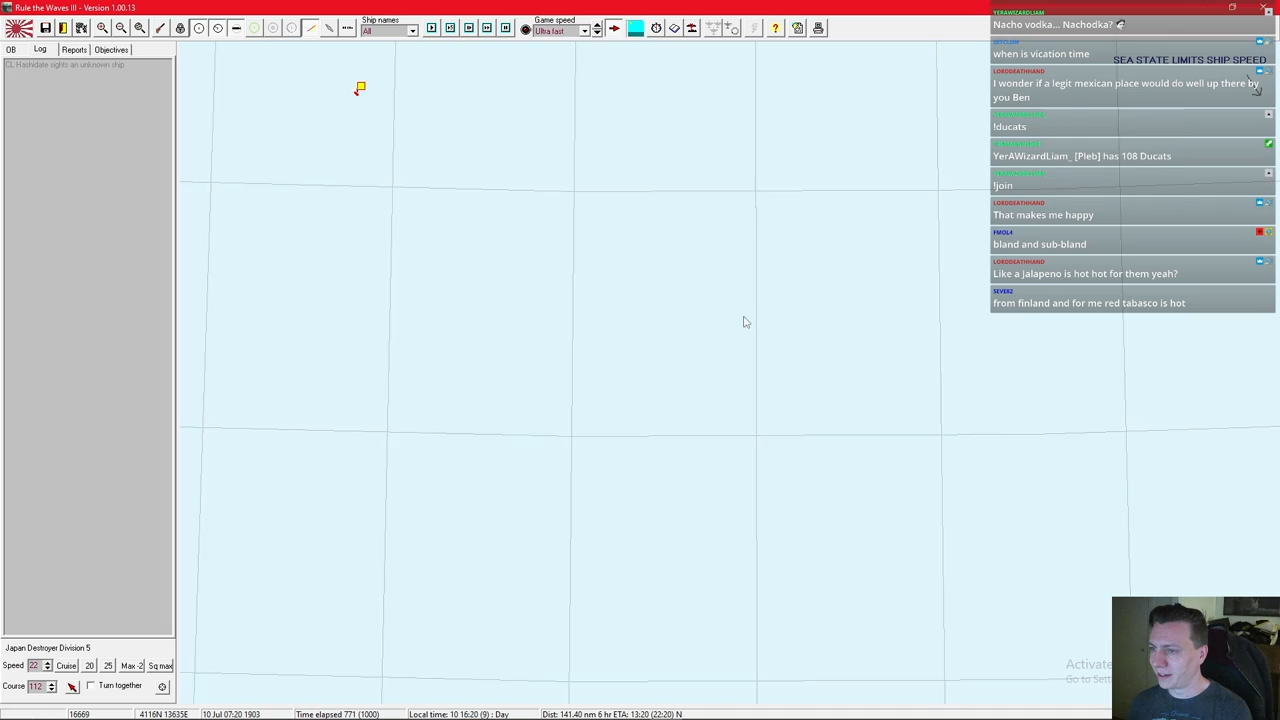 Rule the Waves III - Version 1.00.13
Ship names
All
Game speed
Ultra fast
OB
Log
Reports
Objectives
CL Hashidate sights an unknown ship
SEA STATE LIMITS SHIP SPEED
YERAWIZARDLIAM
Nacho vodka... Nachodka?
when is vication time
LORDDEATHHAND
I wonder if a legit mexican place would do well up there by
you Ben
!ducats
YerAWizardLiam_ [Pleb] has 108 Ducats
!join
LORDDEATHHAND
That makes me happy
FMOL4
bland and sub-bland
LORDDEATHHAND
Like a Jalapeno is hot hot for them yeah?
SEVE82
from finland and for me red tabasco is hot
Japan Destroyer Division 5
Speed 22 Cruise 20 25 Max -2 Sq max
Course 112 Turn together
Activate
Go to Sett
16669
4116N 13635E
10 Jul 07:20 1903
Time elapsed 771 (1000)
Local time: 10 16:20 (9) : Day
Dist: 141.40 nm 6 hr ETA: 13:20 (22:20) N